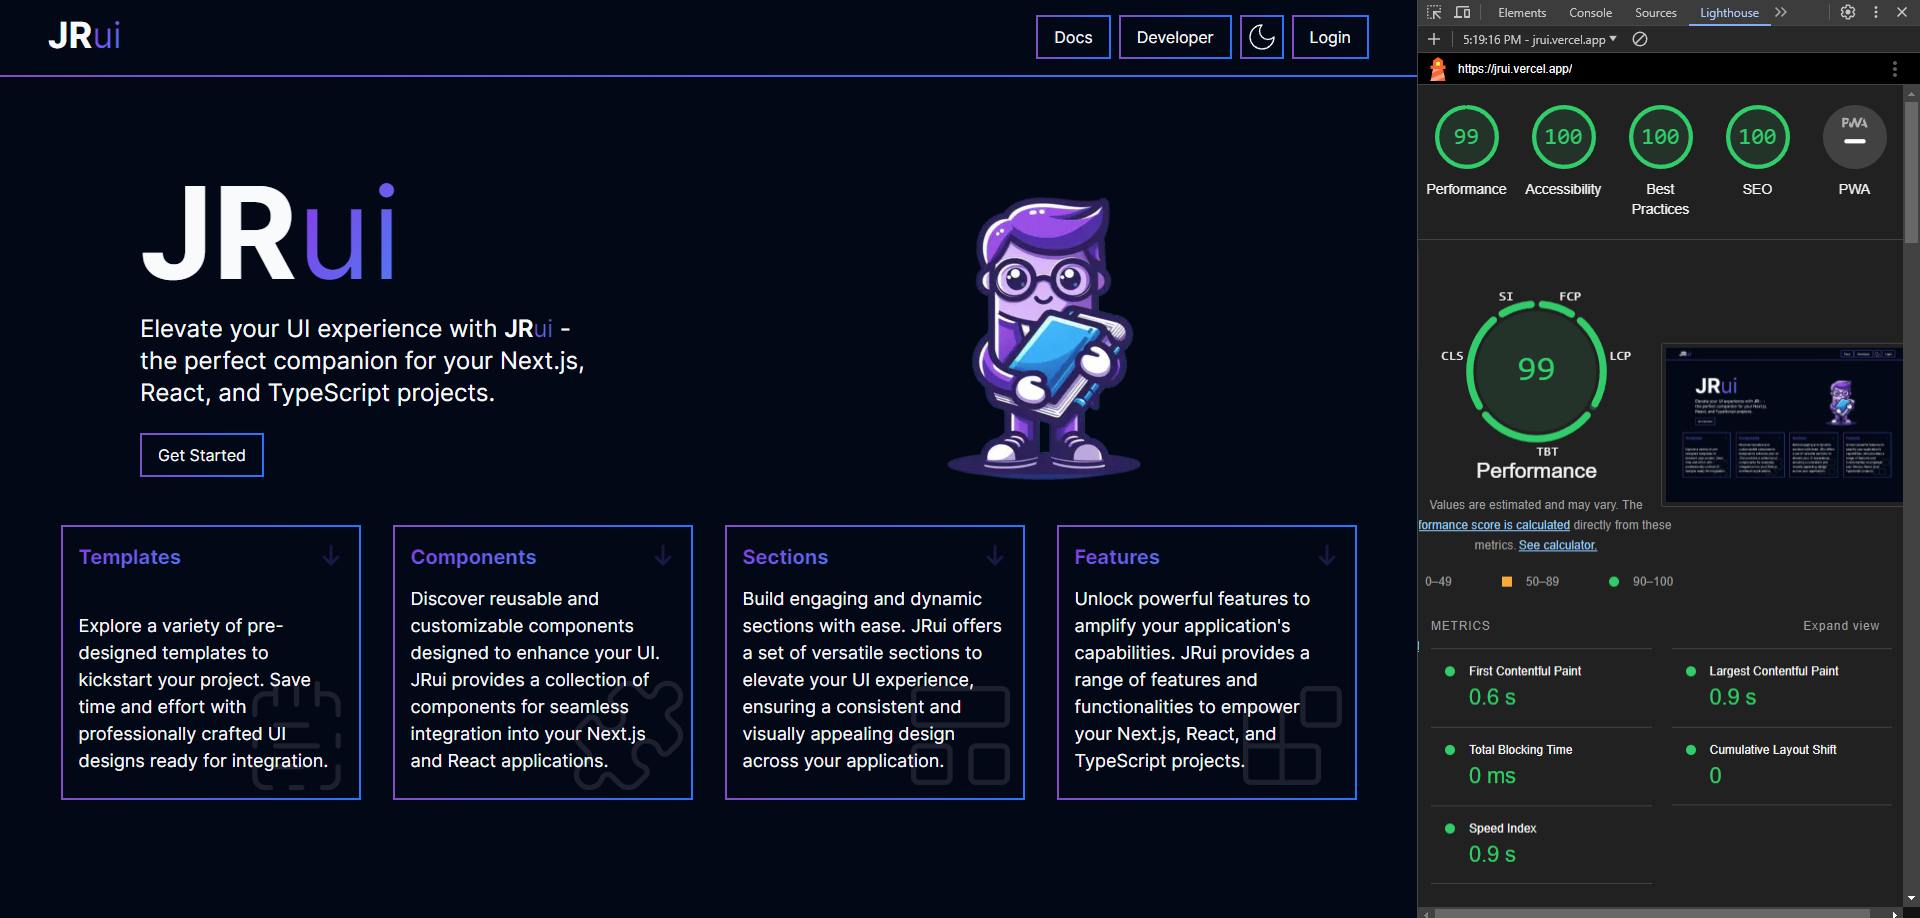 JRui
Docs
Developer
Login
JRui
Elevate your UI experience with JRui -
the perfect companion for your Next.js,
React, and TypeScript projects.
Get Started
Templates
Explore a variety of pre-
designed templates to
kickstart your project. Save
time and effort with
professionally crafted UI
designs ready for integration.
Components
Discover reusable and
customizable components
designed to enhance your UI.
JRui provides a collection of
components for seamless
integration into your Next.js
and React applications.
Sections
Build engaging and dynamic
sections with ease. JRui offers
a set of versatile sections to
elevate your UI experience,
ensuring a consistent and
visually appealing design
across your application.
Features
Unlock powerful features to
amplify your application's
capabilities. JRui provides a
range of features and
functionalities to empower
your Next.js, React, and
TypeScript projects.
Elements Console Sources Lighthouse
5:19:16 PM - jrui.vercel.app
https://jrui.vercel.app/
99 100 100 100 PWA
Performance Accessibility Best Practices SEO PWA
SI FCP
CLS LCP
99
TBT
Performance
JRui
Values are estimated and may vary. The
formance score is calculated directly from these
metrics. See calculator.
0–49 50–89 90–100
METRICS Expand view
First Contentful Paint
0.6 s
Largest Contentful Paint
0.9 s
Total Blocking Time
0 ms
Cumulative Layout Shift
0
Speed Index
0.9 s